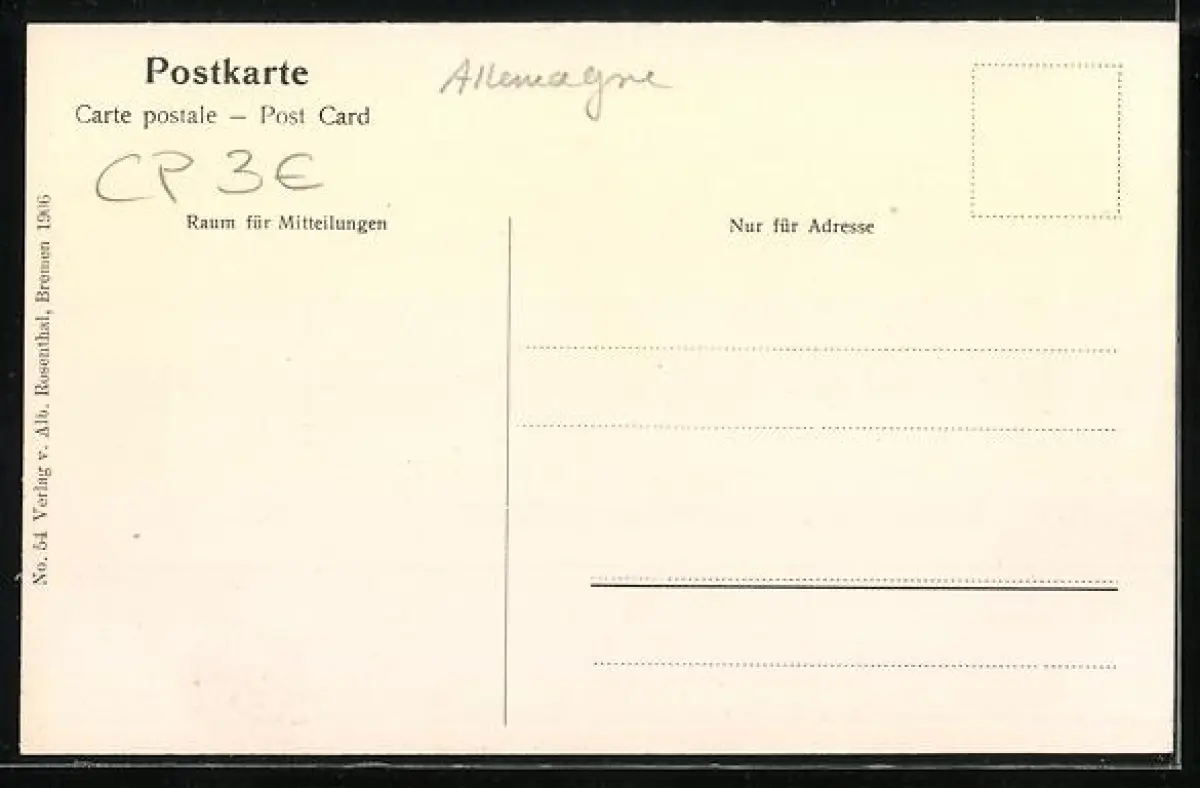 Postkarte
Allemagne
Carte postale – Post Card
CP 3€
Raum für Mitteilungen
Nur für Adresse
No. 54 Verlag v. Alb. Rosenthal, Bremen 1906